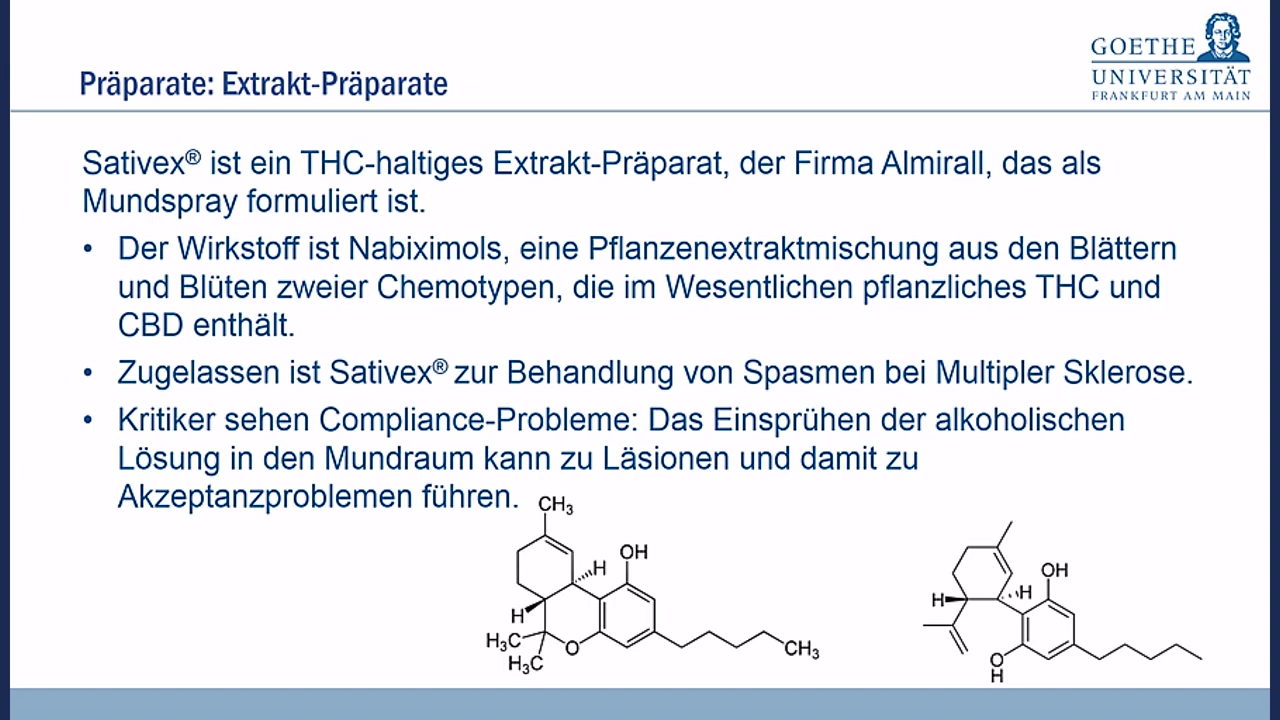 GOETHE
UNIVERSITÄT
FRANKFURT AM MAIN
Präparate: Extrakt-Präparate
Sativex® ist ein THC-haltiges Extrakt-Präparat, der Firma Almirall, das als
Mundspray formuliert ist.
• Der Wirkstoff ist Nabiximols, eine Pflanzenextraktmischung aus den Blättern
und Blüten zweier Chemotypen, die im Wesentlichen pflanzliches THC und
CBD enthält.
• Zugelassen ist Sativex® zur Behandlung von Spasmen bei Multipler Sklerose.
• Kritiker sehen Compliance-Probleme: Das Einsprühen der alkoholischen
Lösung in den Mundraum kann zu Läsionen und damit zu
Akzeptanzproblemen führen.
CH₃
OH
H
H
H₃C
H₃C
O
CH₃
OH
H
H
O
H